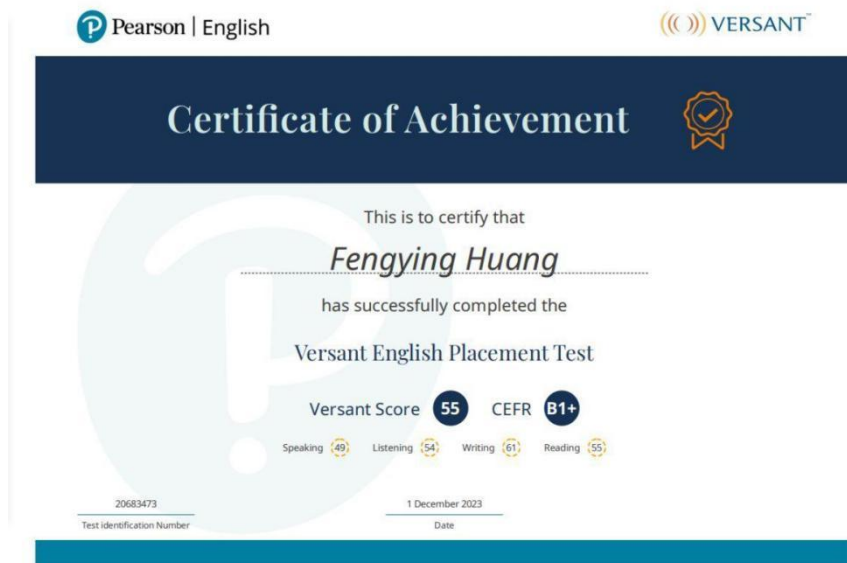 Pearson | English
VERSANT™
Certificate of Achievement
This is to certify that
Fengying Huang
has successfully completed the
Versant English Placement Test
Versant Score 55 CEFR B1+
Speaking 49 Listening 54 Writing 61 Reading 55
20683473
Test identification Number
1 December 2023
Date